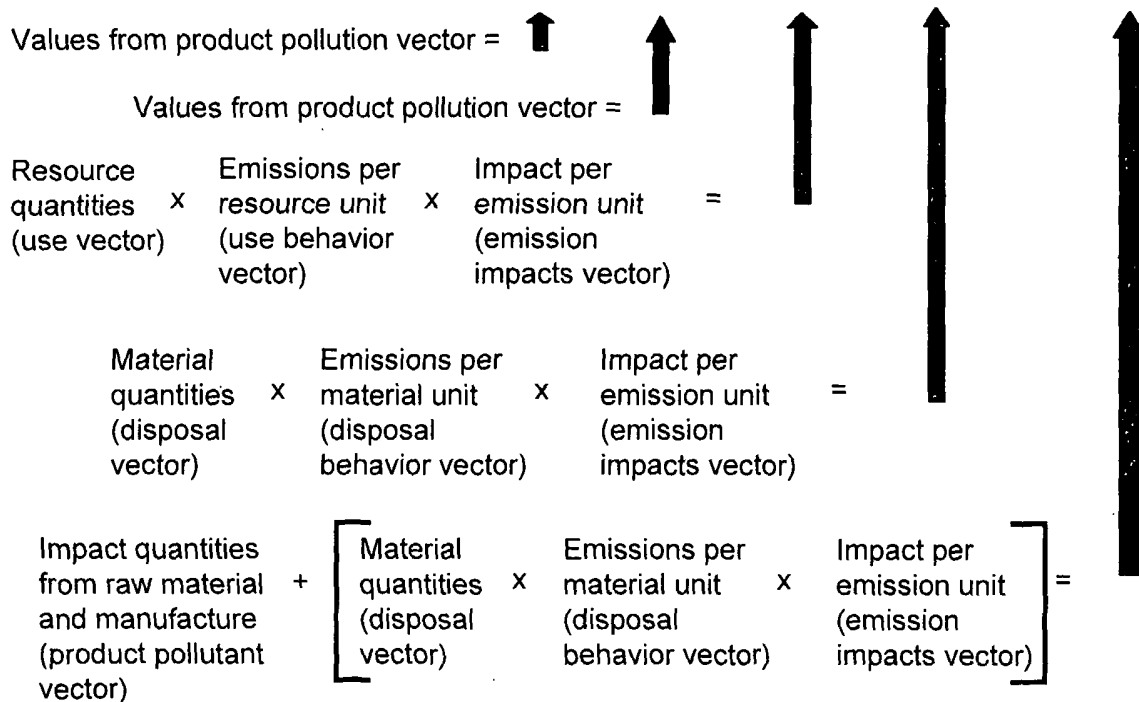 Values from product pollution vector =
Values from product pollution vector =
Resource Emissions per Impact per
quantities x resource unit x emission unit =
(use vector) (use behavior (emission
vector) impacts vector)
Material Emissions per Impact per
quantities x material unit x emission unit =
(disposal (disposal (emission
vector) behavior vector) impacts vector)
Impact quantities Material Emissions per Impact per
from raw material + [ quantities x material unit x emission unit ] =
and manufacture (disposal (disposal (emission
(product pollutant vector) behavior vector) impacts vector)
vector)